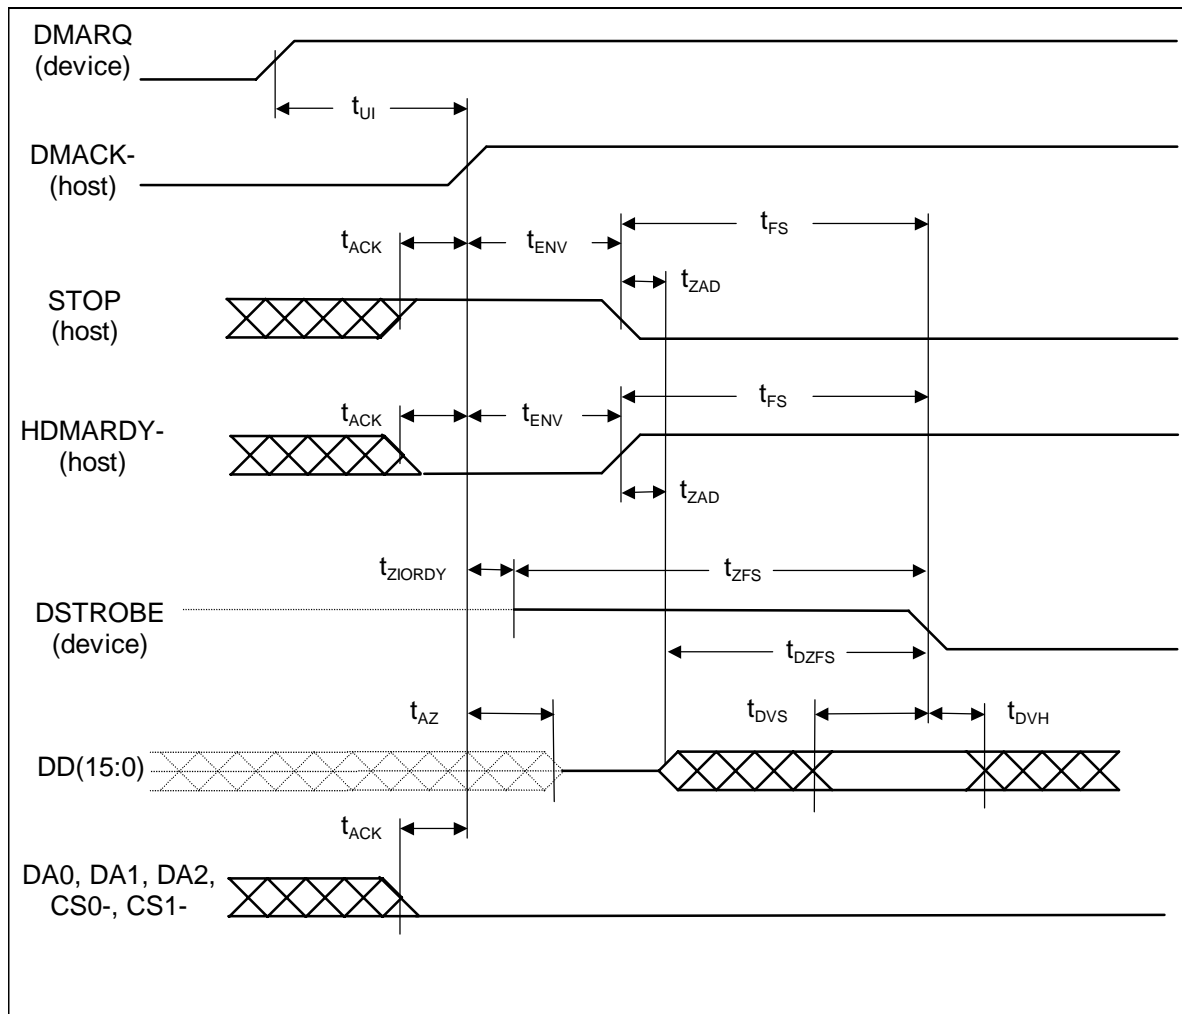 DMARQ
(device)
tUI
DMACK-
(host)
tFS
tACK
tENV
tZAD
STOP
(host)
tFS
tACK
tENV
HDMARDY-
(host)
tZAD
tZIORDY
tZFS
DSTROBE
(device)
tDZFS
tAZ
tDVS
tDVH
DD(15:0)
tACK
DA0, DA1, DA2,
CS0-, CS1-